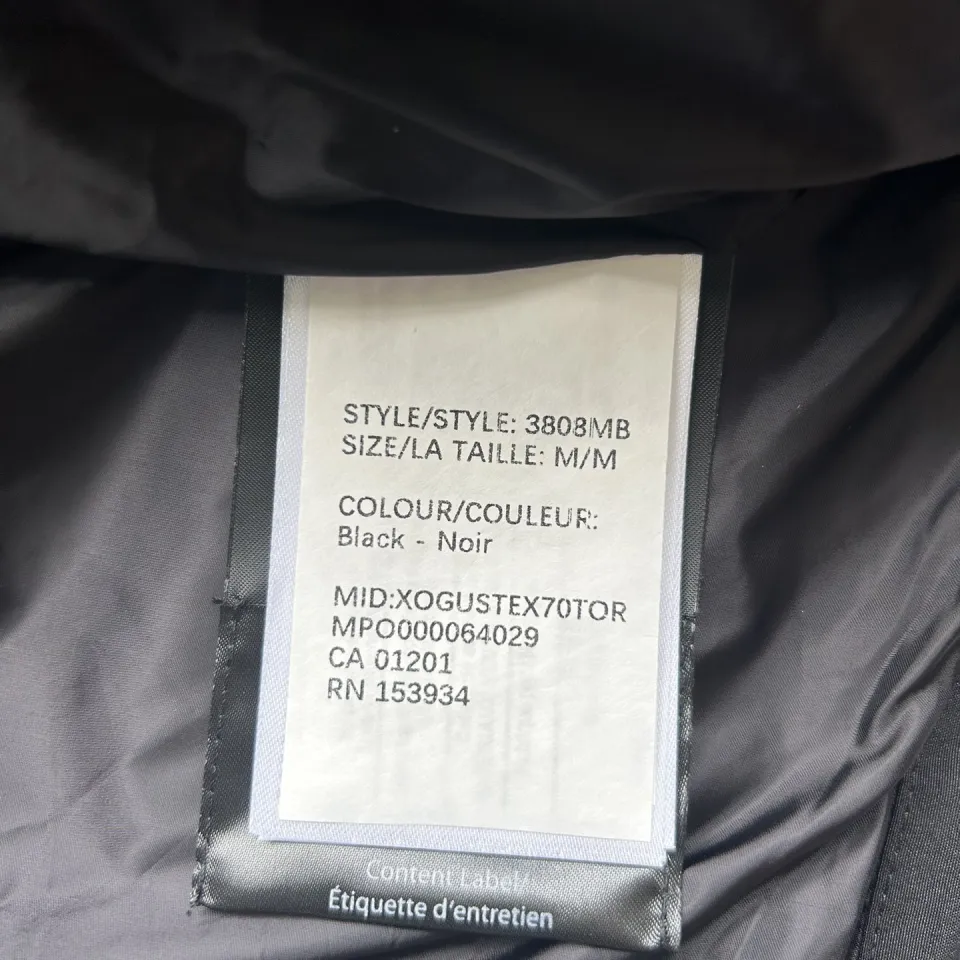 STYLE/STYLE: 3808MB
SIZE/LA TAILLE: M/M
COLOUR/COULEUR:
Black - Noir
MID:XOGUSTEX70TOR
MPO000064029
CA 01201
RN 153934
Content Label/
Étiquette d'entretien